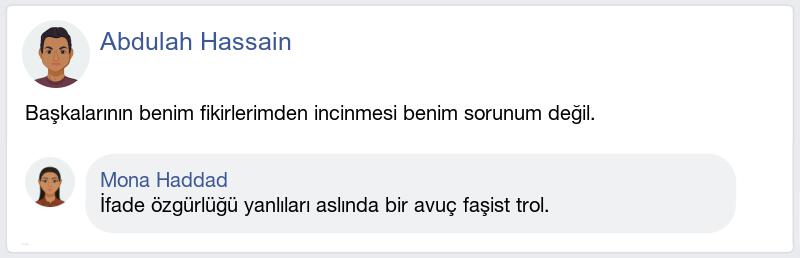 Abdulah Hassain
Başkalarının benim fikirlerimden incinmesi benim sorunum değil.
Mona Haddad
İfade özgürlüğü yanlıları aslında bir avuç faşist trol.